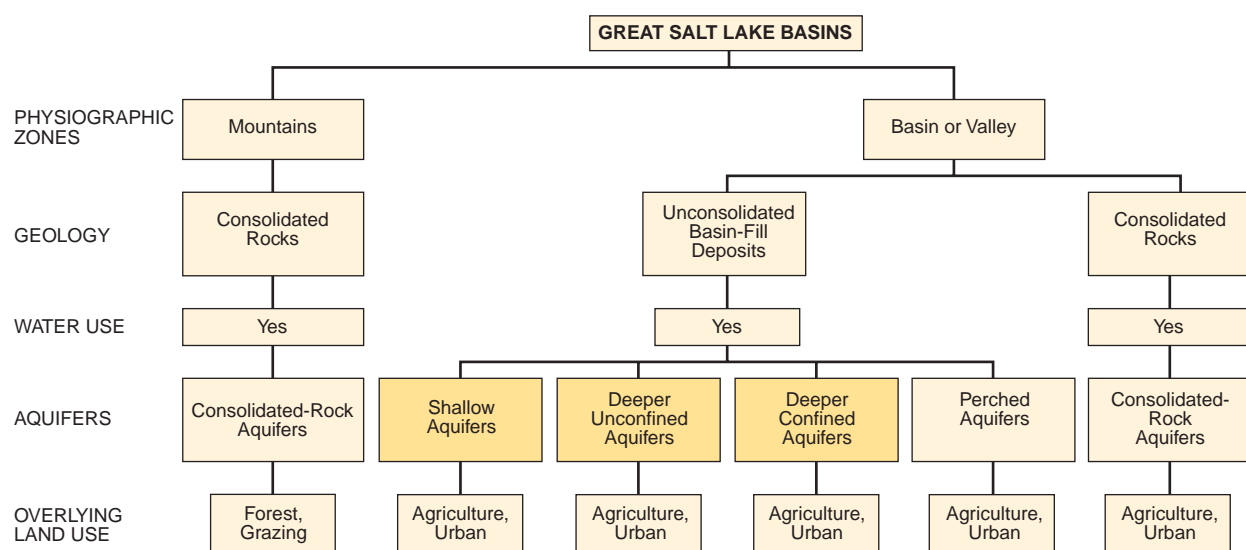 GREAT SALT LAKE BASINS
PHYSIOGRAPHIC
ZONES
Mountains
Basin or Valley
GEOLOGY
Consolidated
Rocks
Unconsolidated
Basin-Fill
Deposits
Consolidated
Rocks
WATER USE
Yes
Yes
Yes
AQUIFERS
Consolidated-Rock
Aquifers
Shallow
Aquifers
Deeper
Unconfined
Aquifers
Deeper
Confined
Aquifers
Perched
Aquifers
Consolidated-
Rock
Aquifers
OVERLYING
LAND USE
Forest,
Grazing
Agriculture,
Urban
Agriculture,
Urban
Agriculture,
Urban
Agriculture,
Urban
Agriculture,
Urban